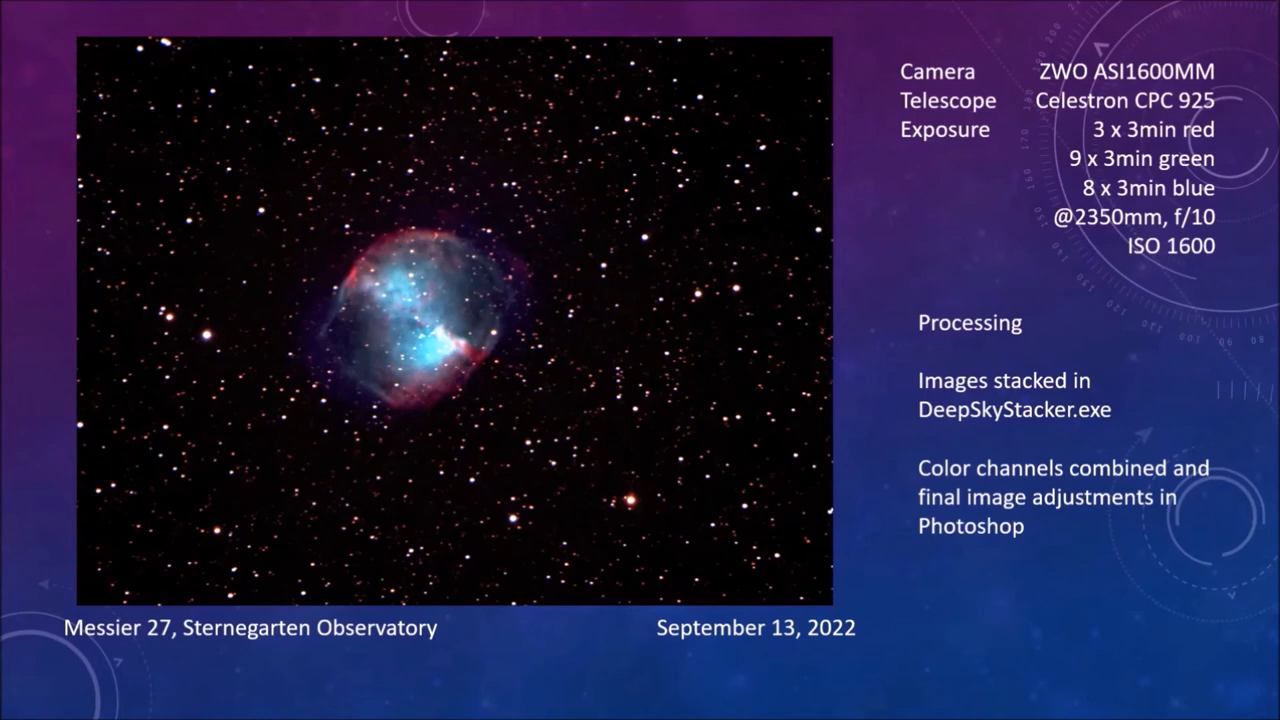 Camera ZWO ASI1600MM
Telescope Celestron CPC 925
Exposure 3 x 3min red
9 x 3min green
8 x 3min blue
@2350mm, f/10
ISO 1600
Processing
Images stacked in
DeepSkyStacker.exe
Color channels combined and
final image adjustments in
Photoshop
Messier 27, Sternegarten Observatory September 13, 2022